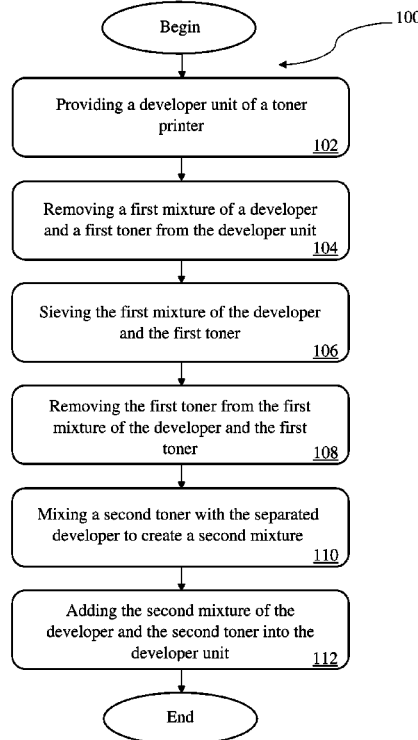 Begin
100
Providing a developer unit of a toner
printer
102
Removing a first mixture of a developer
and a first toner from the developer unit
104
Sieving the first mixture of the developer
and the first toner
106
Removing the first toner from the first
mixture of the developer and the first
toner
108
Mixing a second toner with the separated
developer to create a second mixture
110
Adding the second mixture of the
developer and the second toner into the
developer unit
112
End